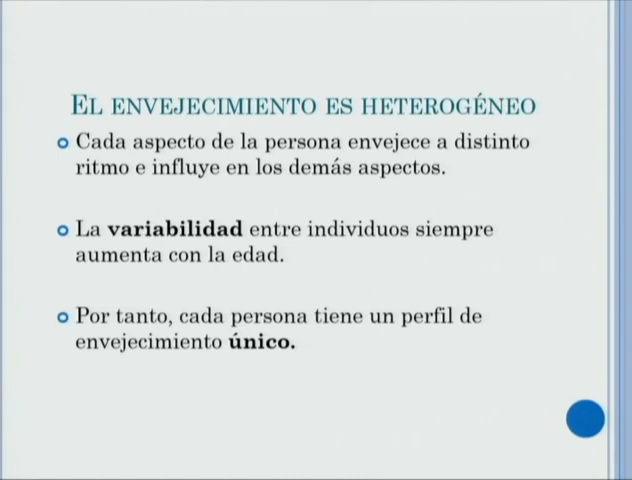 EL ENVEJECIMIENTO ES HETEROGÉNEO
Cada aspecto de la persona envejece a distinto
ritmo e influye en los demás aspectos.
La variabilidad entre individuos siempre
aumenta con la edad.
Por tanto, cada persona tiene un perfil de
envejecimiento único.